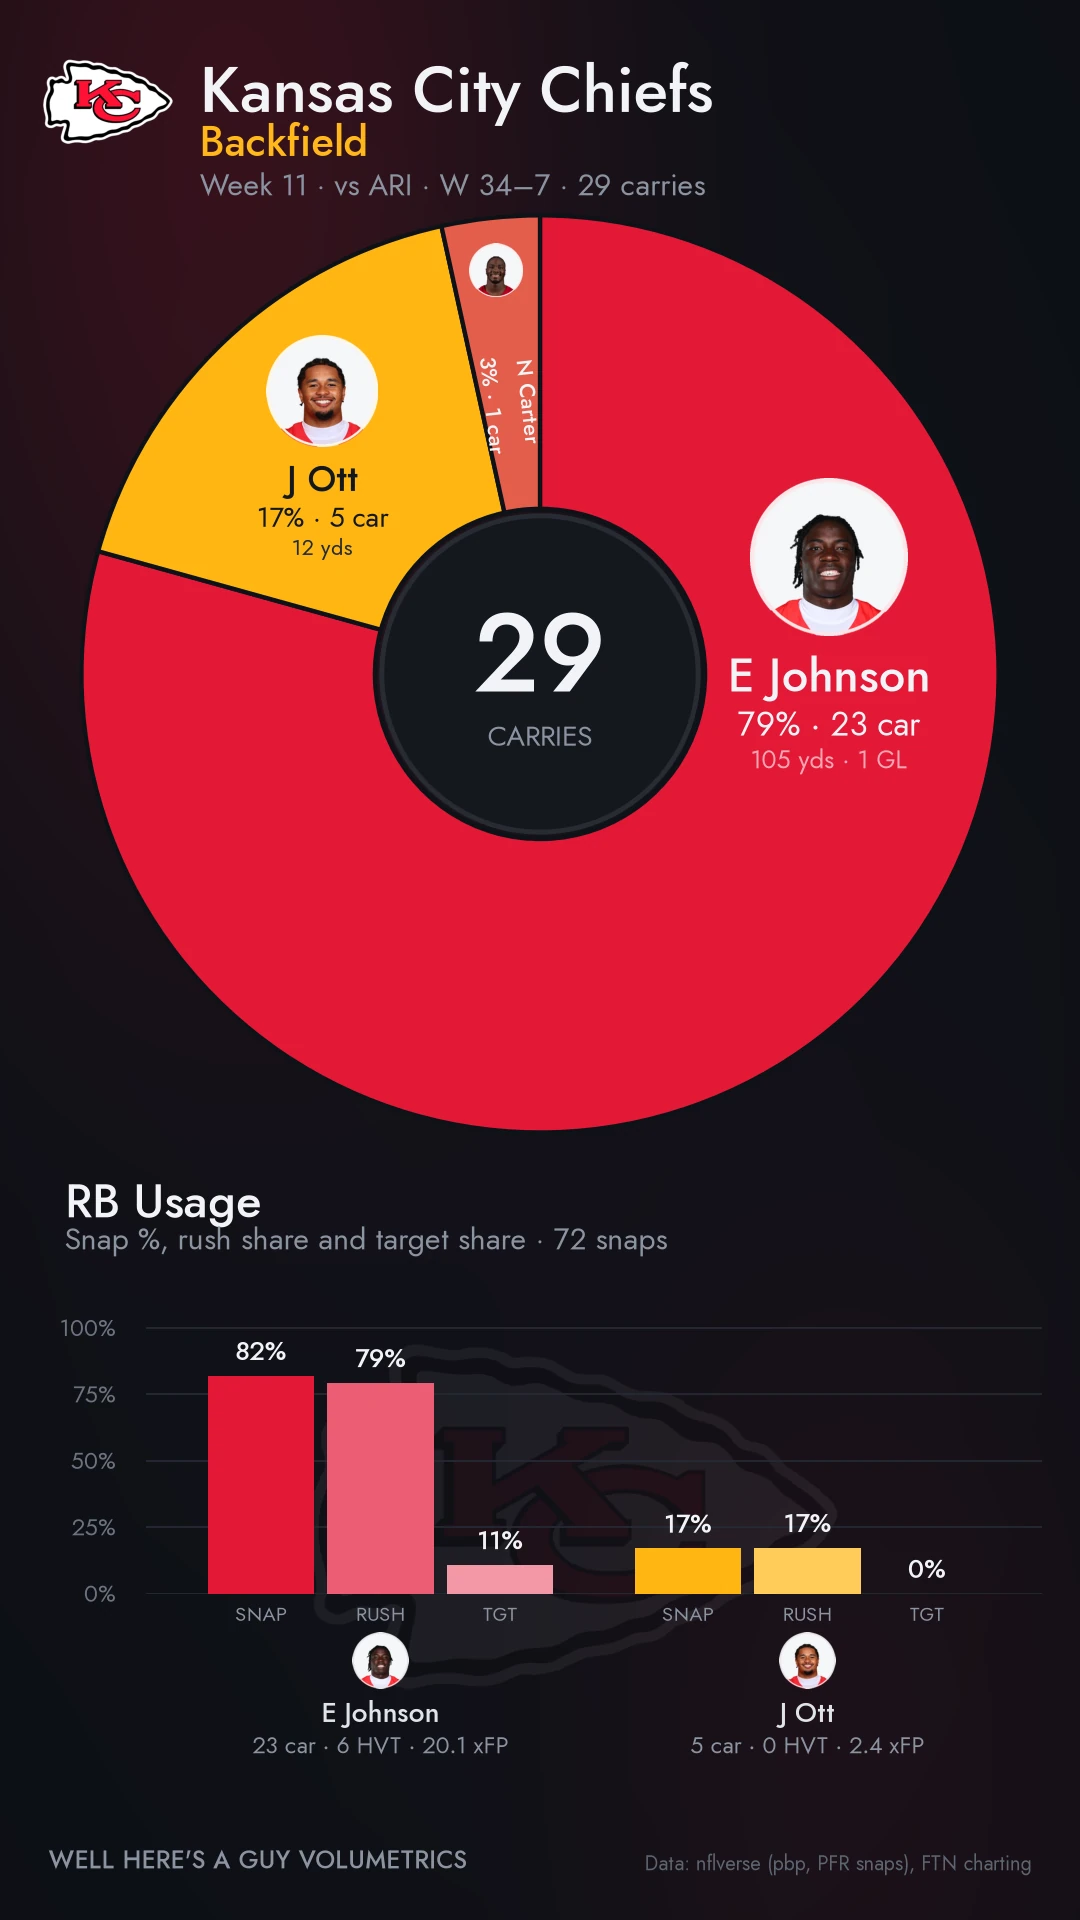 KC
Kansas City Chiefs
Backfield
Week 11 · vs ARI · W 34–7 · 29 carries
N Carter
3% · 1 car
J Ott
17% · 5 car
12 yds
E Johnson
79% · 23 car
105 yds · 1 GL
29
CARRIES
RB Usage
Snap %, rush share and target share · 72 snaps
100%
75%
50%
25%
0%
82%
79%
11%
17%
17%
0%
SNAP
RUSH
TGT
SNAP
RUSH
TGT
KC
E Johnson
23 car · 6 HVT · 20.1 xFP
J Ott
5 car · 0 HVT · 2.4 xFP
WELL HERE'S A GUY VOLUMETRICS
Data: nflverse (pbp, PFR snaps), FTN charting